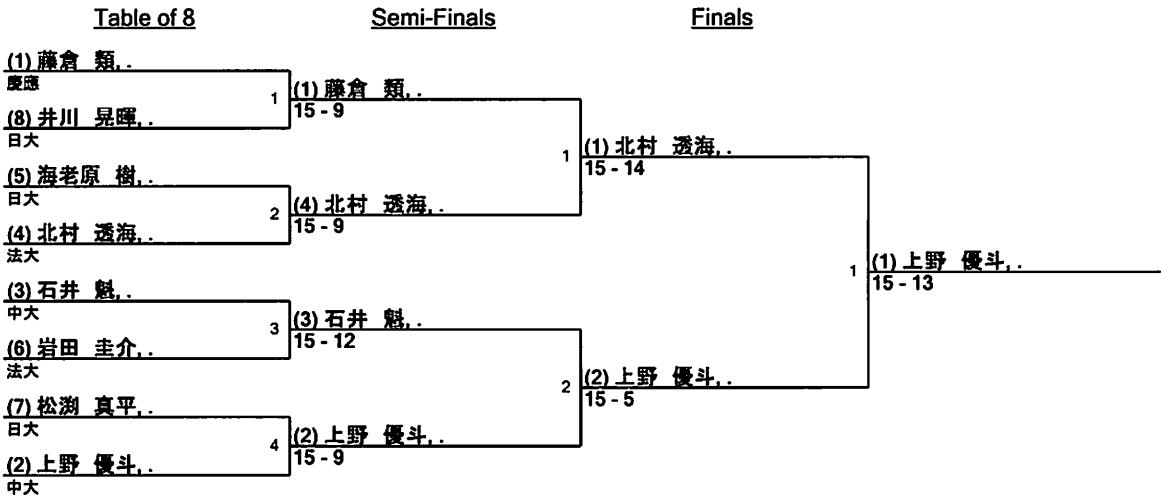 Table of 8 Semi-Finals Finals
(1) 藤倉 類, .
慶應
1
(1) 藤倉 類, .
15 - 9
(8) 井川 晃暉, .
日大
1
(1) 北村 透海, .
15 - 14
(5) 海老原 樹, .
日大
2
(4) 北村 透海, .
15 - 9
(4) 北村 透海, .
法大
1
(1) 上野 優斗, .
15 - 13
(3) 石井 魁, .
中大
3
(3) 石井 魁, .
15 - 12
(6) 岩田 圭介, .
法大
2
(2) 上野 優斗, .
15 - 5
(7) 松渕 真平, .
日大
4
(2) 上野 優斗, .
15 - 9
(2) 上野 優斗, .
中大